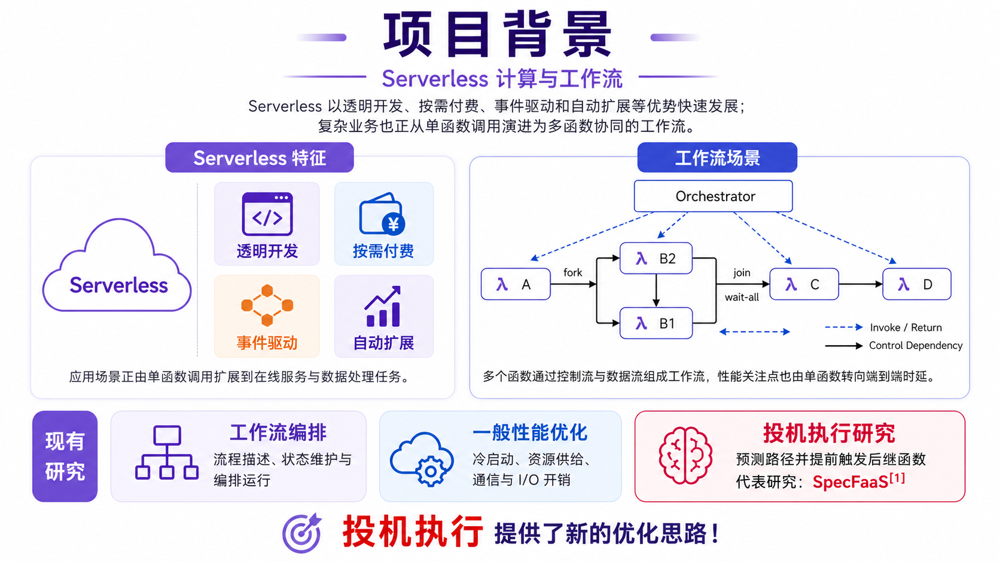 项目背景
Serverless 计算与工作流
Serverless 以透明开发、按需付费、事件驱动和自动扩展等优势快速发展；
复杂业务也正从单函数调用演进为多函数协同的工作流。
Serverless 特征
Serverless
</>
透明开发
¥
按需付费
事件驱动
自动扩展
应用场景正由单函数调用扩展到在线服务与数据处理任务。
工作流场景
Orchestrator
λ A
fork
λ B2
λ B1
join
wait-all
λ C
λ D
Invoke / Return
Control Dependency
多个函数通过控制流与数据流组成工作流，性能关注点也由单函数转向端到端时延。
现有
研究
工作流编排
流程描述、状态维护与
编排运行
一般性能优化
冷启动、资源供给、
通信与 I/O 开销
投机执行研究
预测路径并提前触发后继函数
代表研究：SpecFaaS[1]
投机执行 提供了新的优化思路！